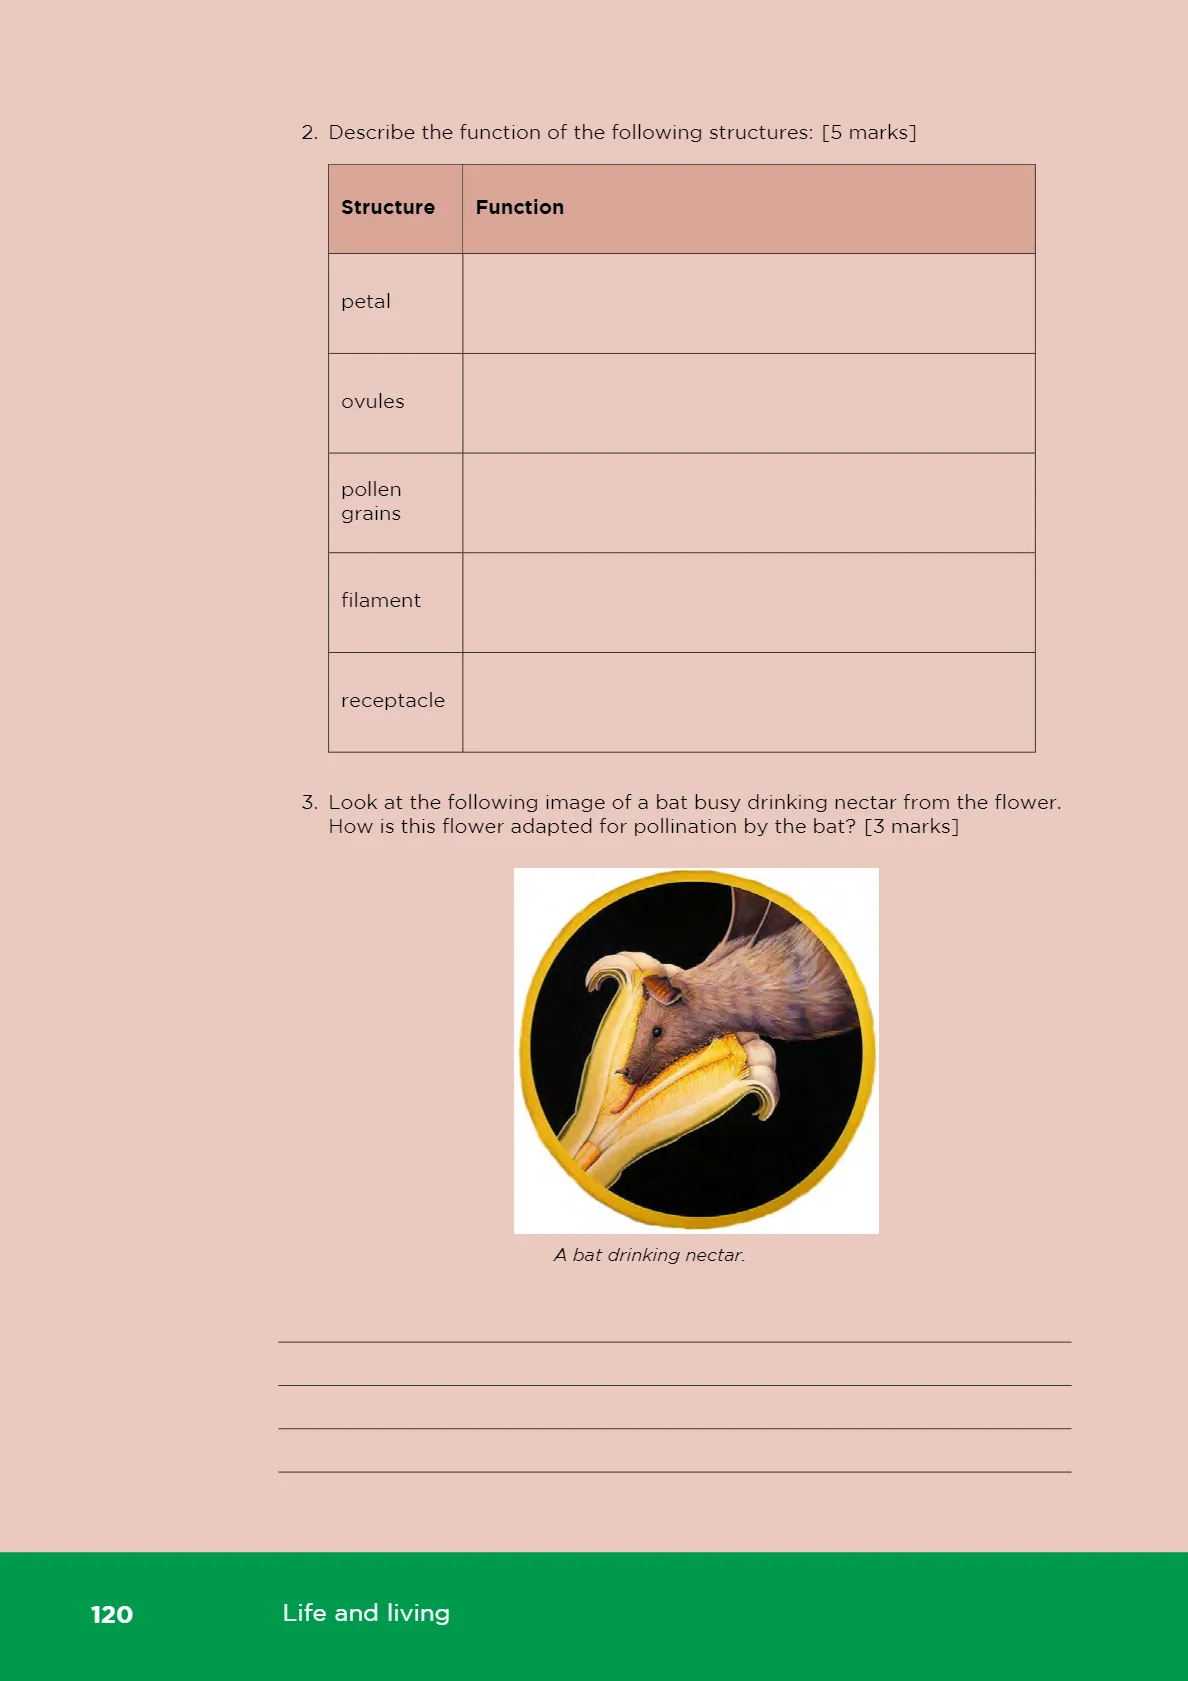 2. Describe the function of the following structures: [5 marks]
Structure Function
petal
ovules
pollen
grains
filament
receptacle
3. Look at the following image of a bat busy drinking nectar from the flower.
How is this flower adapted for pollination by the bat? [3 marks]
A bat drinking nectar.
120 Life and living